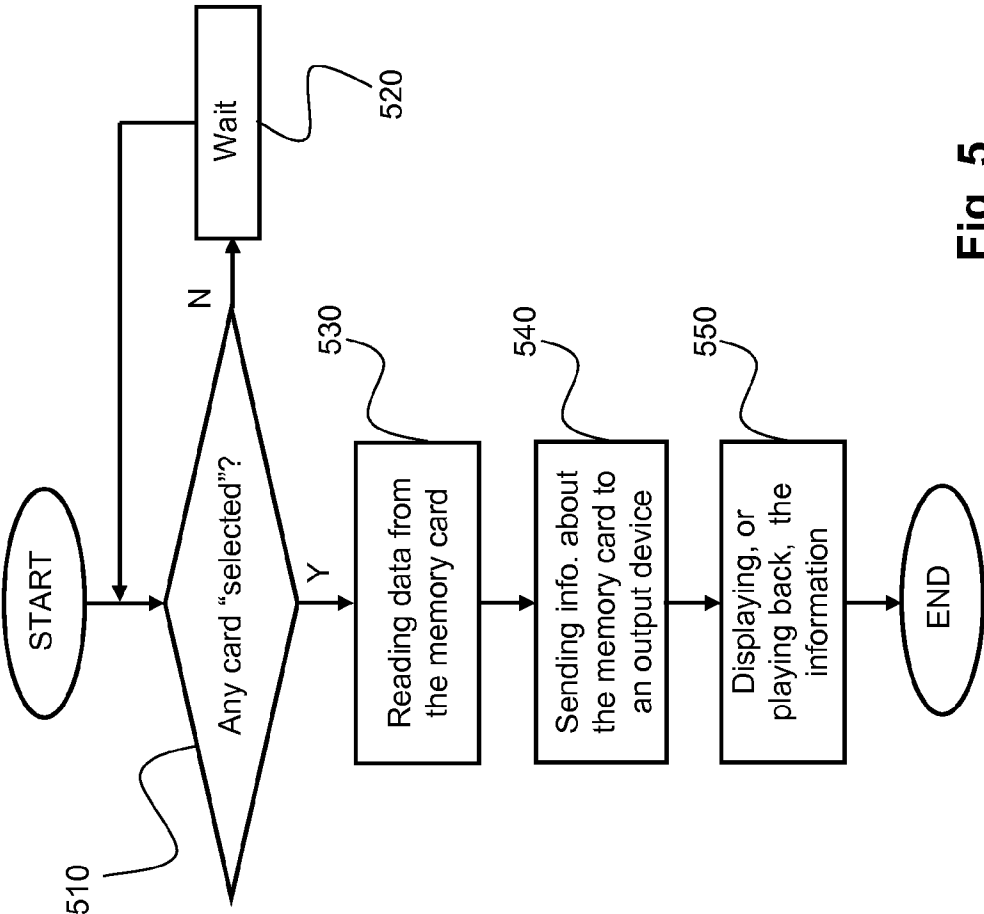 START
Any card “selected”?
510
N
Wait
520
Y
Reading data from
the memory card
530
Sending info. about
the memory card to
an output device
540
Displaying, or
playing back, the
information
550
END
Fig. 5